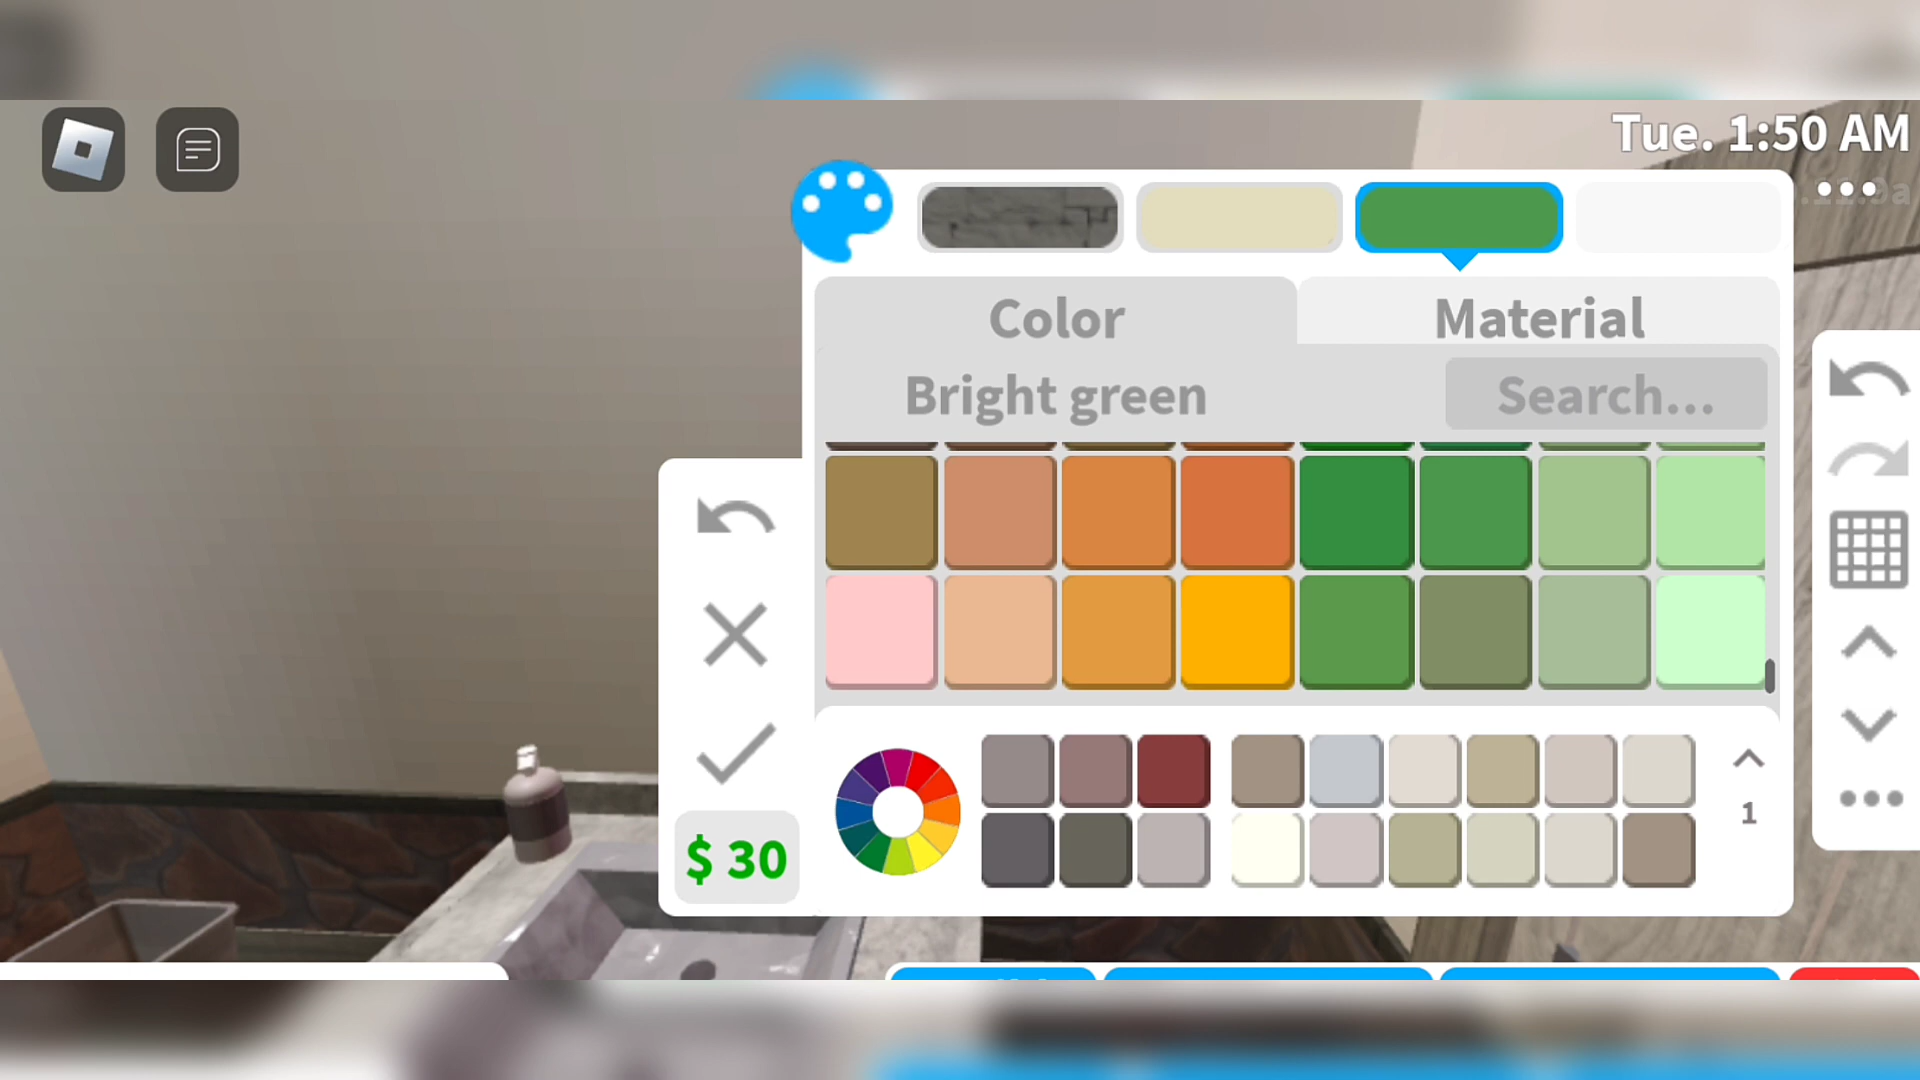 Tue. 1:50 AM
Color
Material
Bright green
Search...
$ 30
1